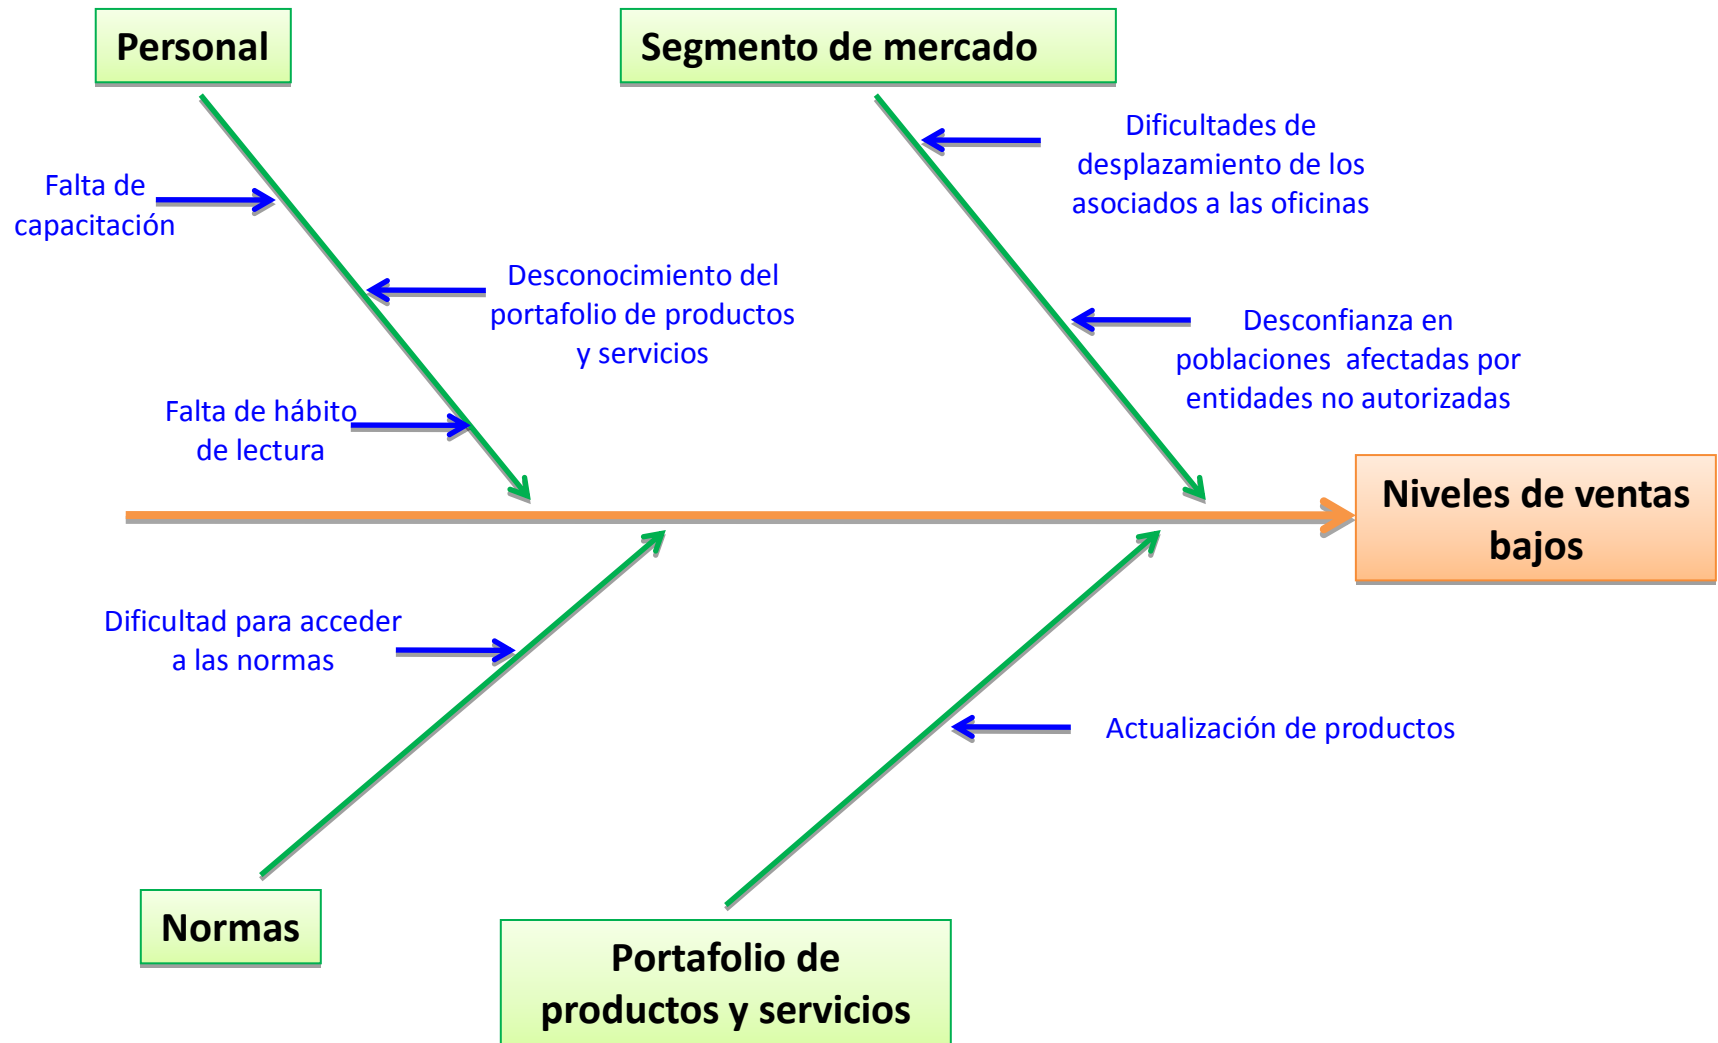 Personal
Segmento de mercado
Falta de
capacitación
Desconocimiento del
portafolio de productos
y servicios
Falta de hábito
de lectura
Dificultades de
desplazamiento de los
asociados a las oficinas
Desconfianza en
poblaciones afectadas por
entidades no autorizadas
Niveles de ventas
bajos
Dificultad para acceder
a las normas
Actualización de productos
Normas
Portafolio de
productos y servicios